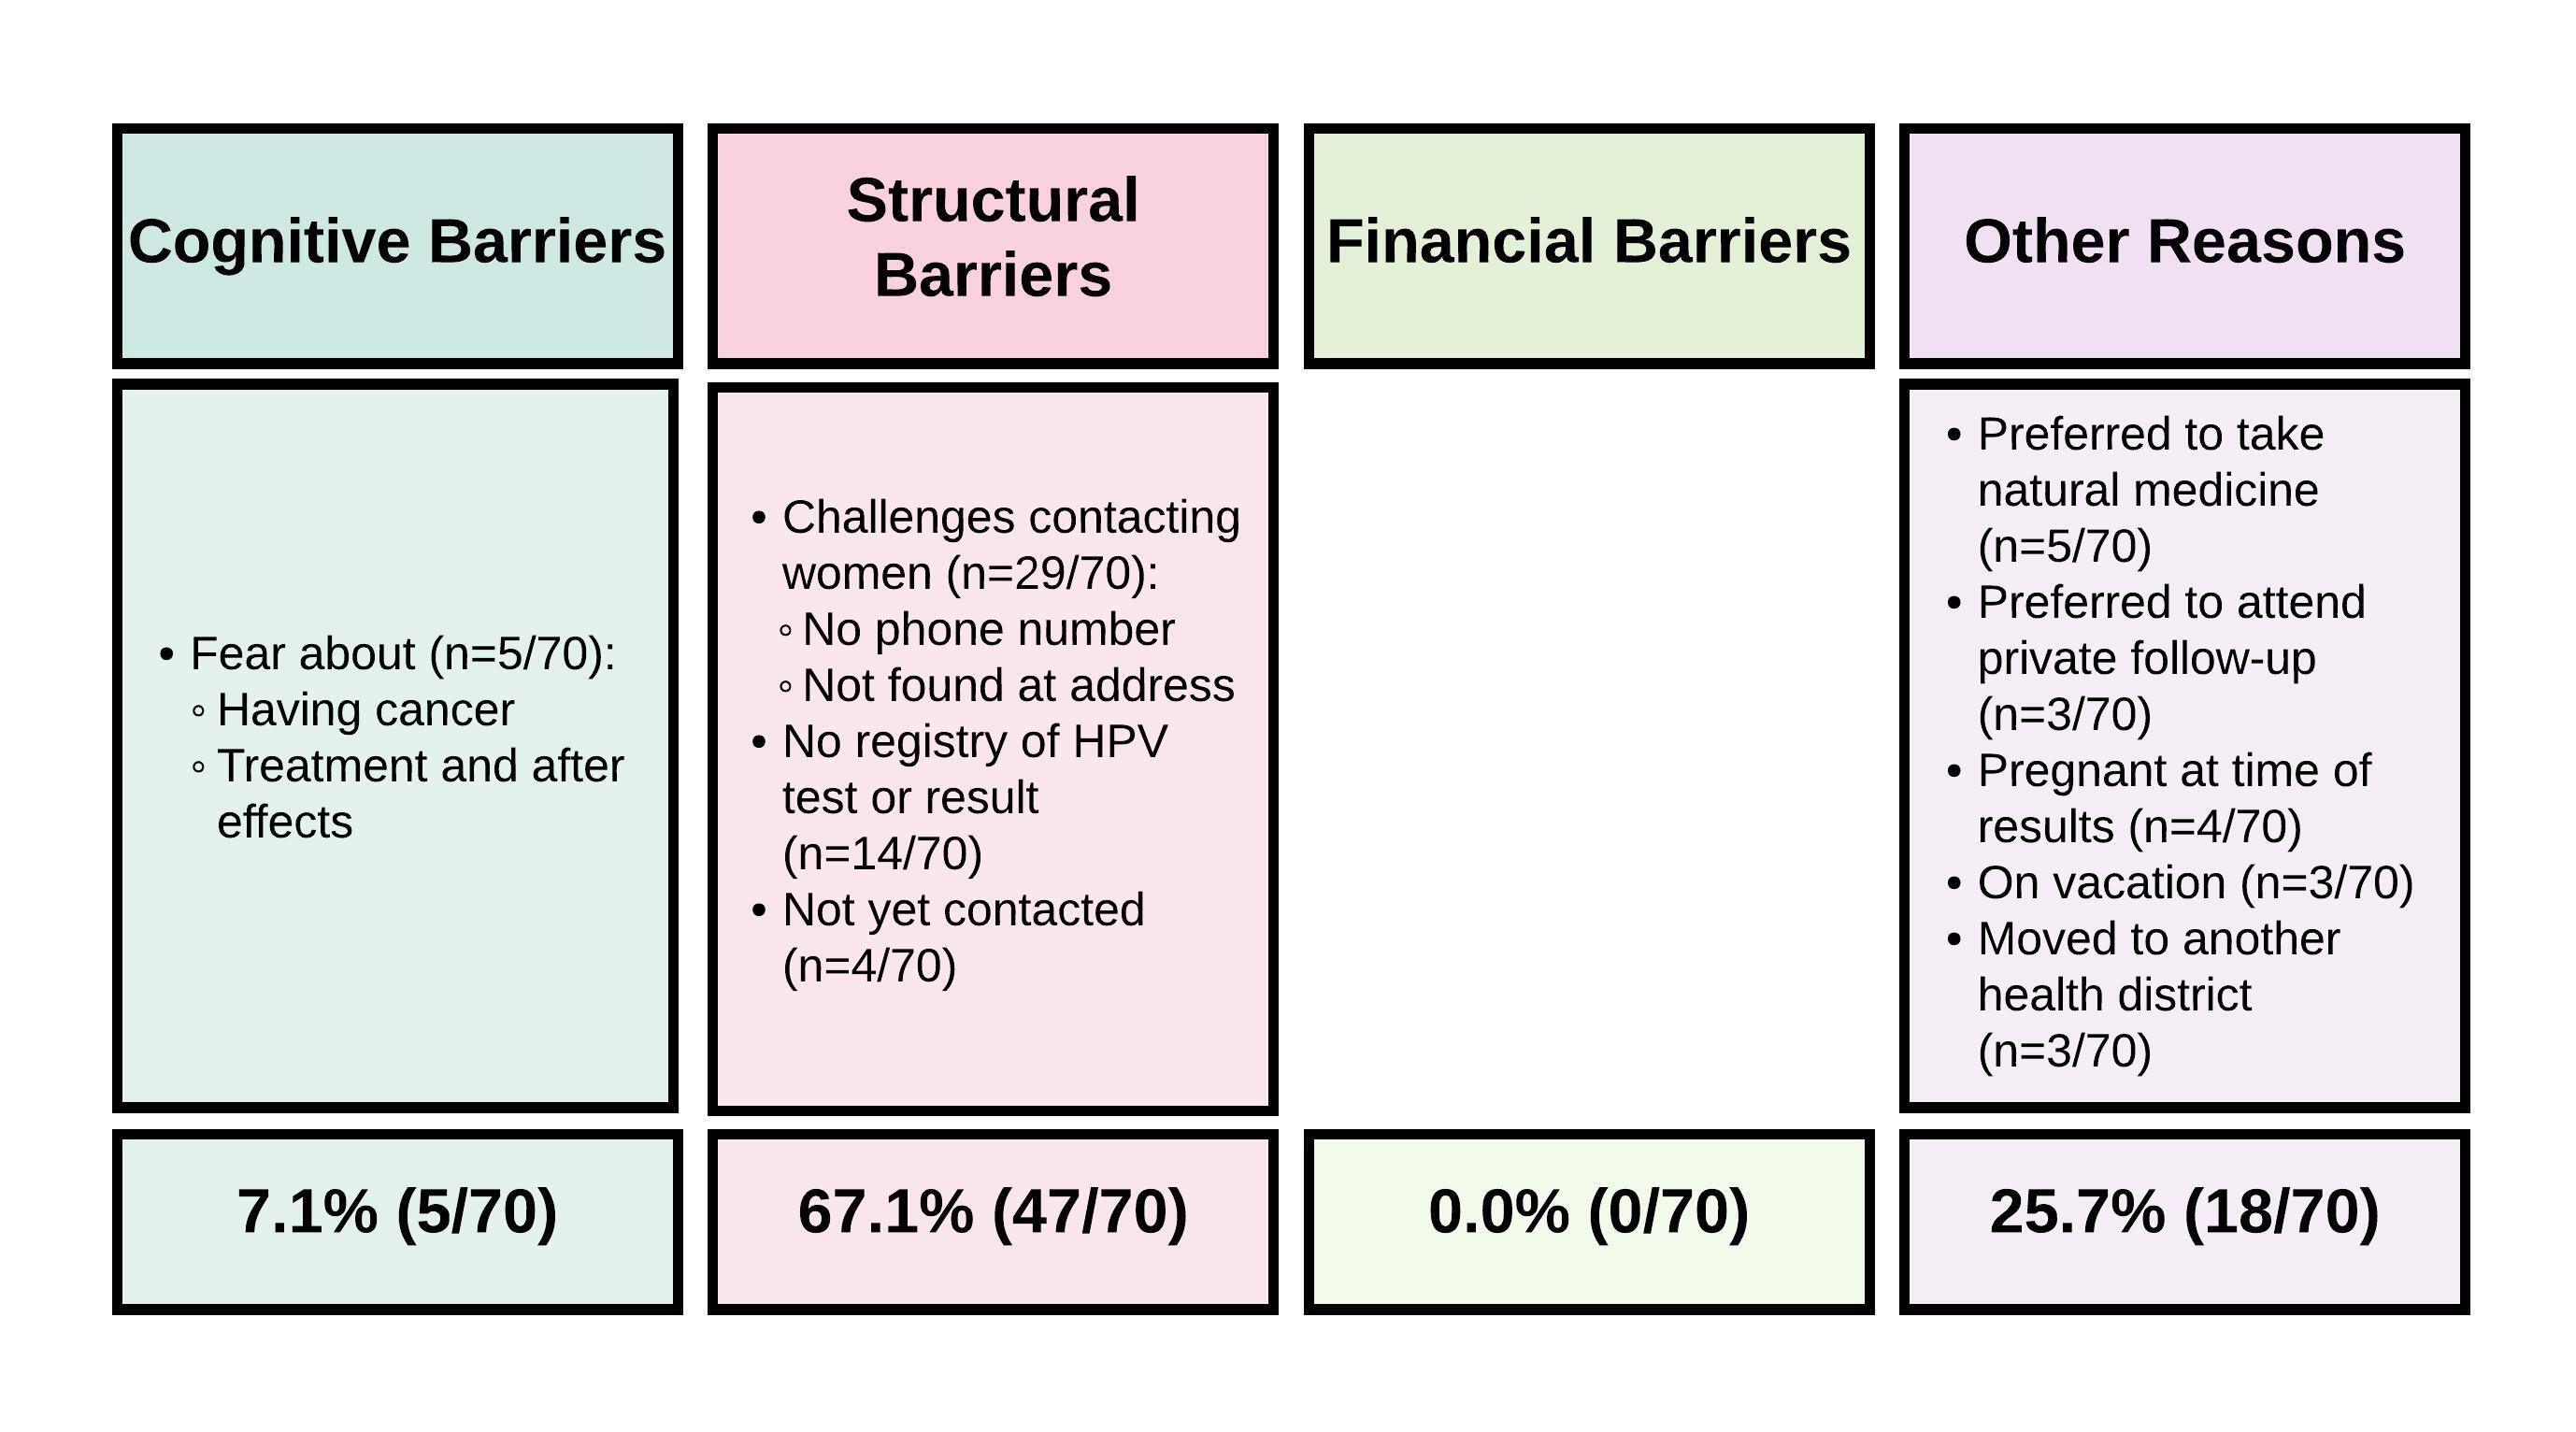 Cognitive Barriers
Structural
Barriers
Financial Barriers
Other Reasons
• Fear about (n=5/70):
◦ Having cancer
◦ Treatment and after
effects
• Challenges contacting
women (n=29/70):
◦ No phone number
◦ Not found at address
• No registry of HPV
test or result
(n=14/70)
• Not yet contacted
(n=4/70)
• Preferred to take
natural medicine
(n=5/70)
• Preferred to attend
private follow-up
(n=3/70)
• Pregnant at time of
results (n=4/70)
• On vacation (n=3/70)
• Moved to another
health district
(n=3/70)
7.1% (5/70)
67.1% (47/70)
0.0% (0/70)
25.7% (18/70)